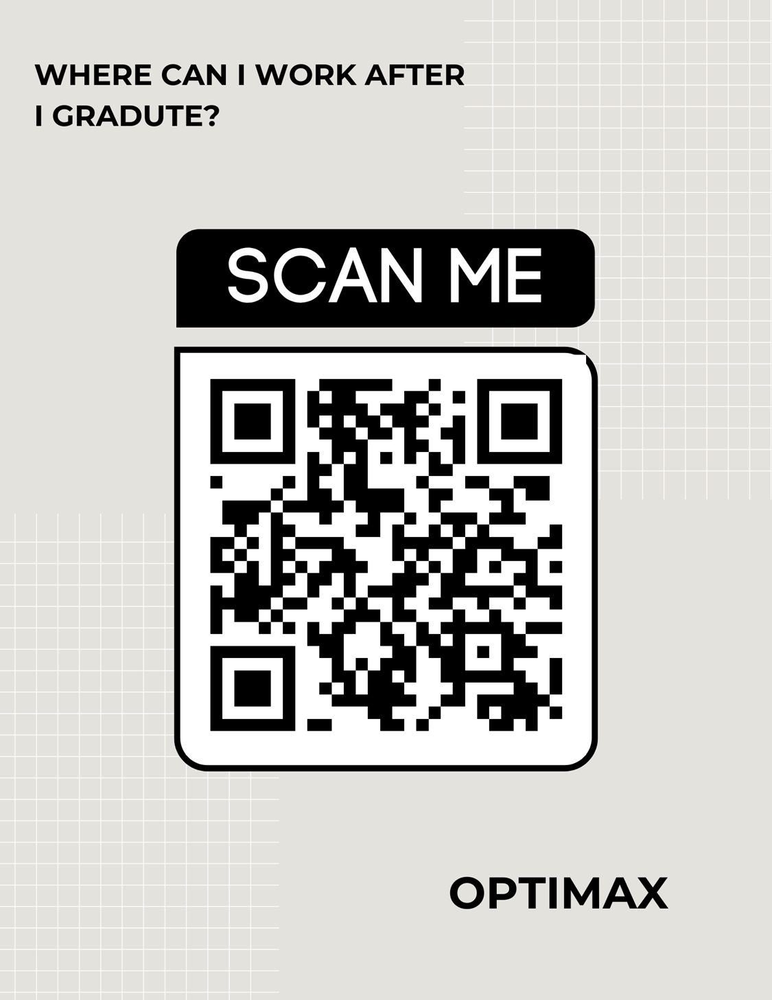 WHERE CAN I WORK AFTER
I GRADUTE?
SCAN ME
OPTIMAX